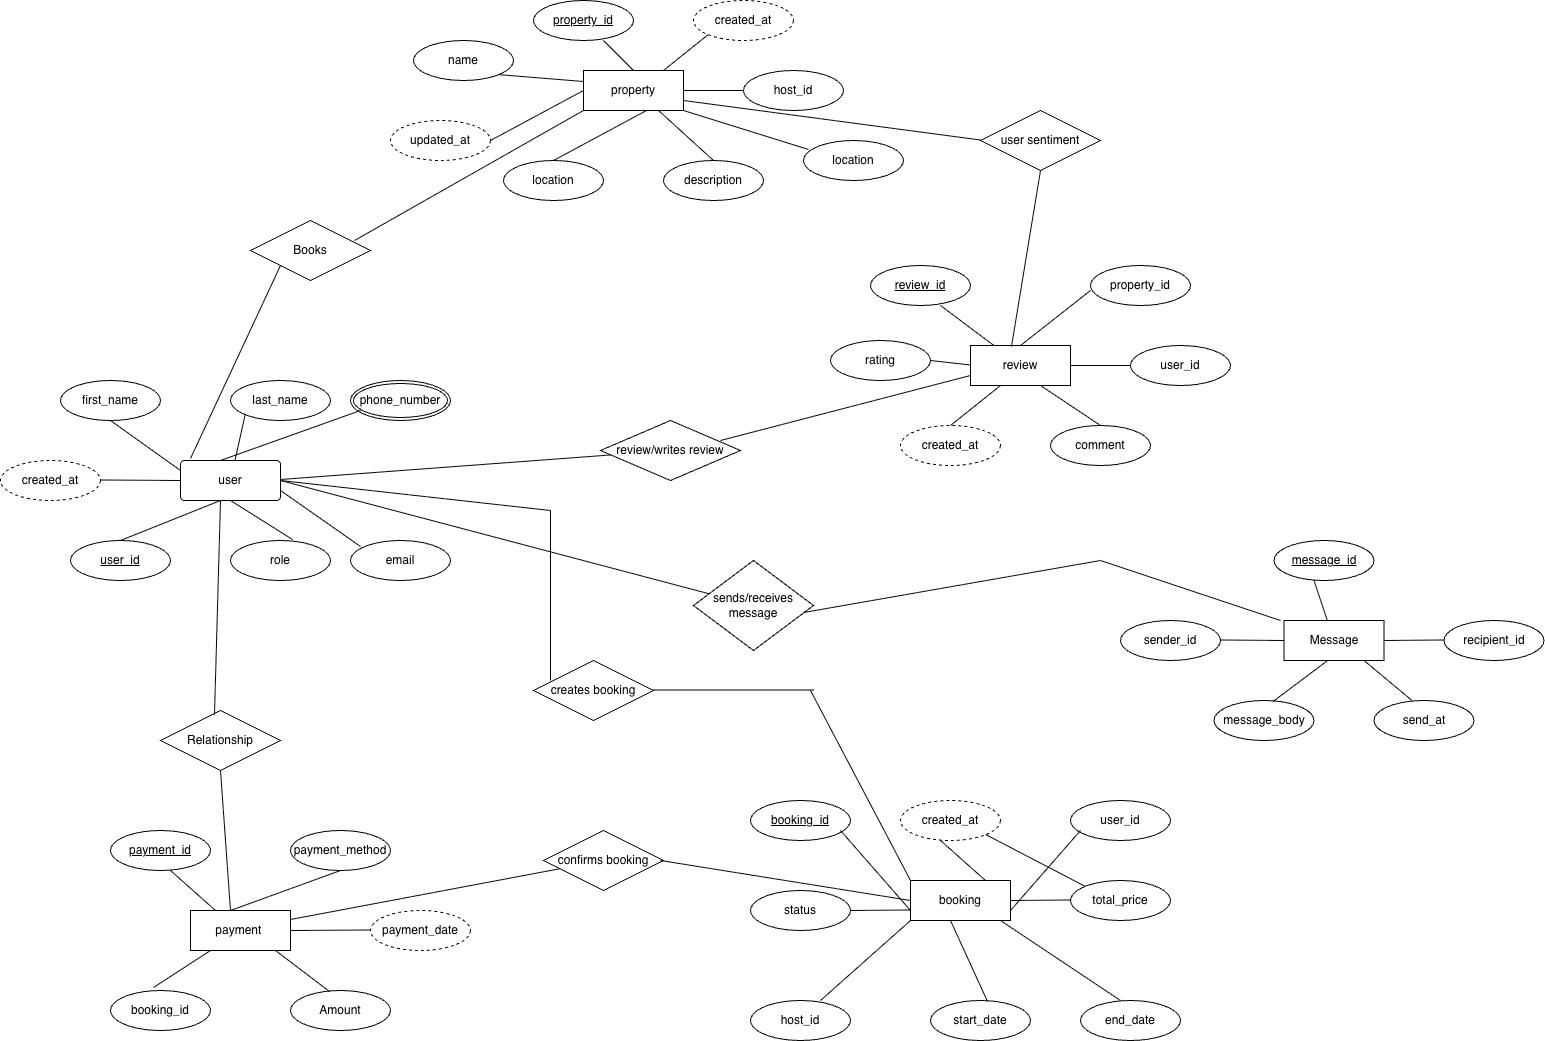 property_id
created_at
name
property
host_id
updated_at
user sentiment
location
location
description
Books
review_id
property_id
rating
review
user_id
first_name
last_name
phone_number
created_at
comment
review/writes review
created_at
user
user_id
role
email
message_id
sends/receives
message
sender_id
Message
recipient_id
creates booking
message_body
send_at
Relationship
booking_id
created_at
user_id
payment_id
payment_method
confirms booking
status
booking
total_price
payment
payment_date
booking_id
Amount
host_id
start_date
end_date